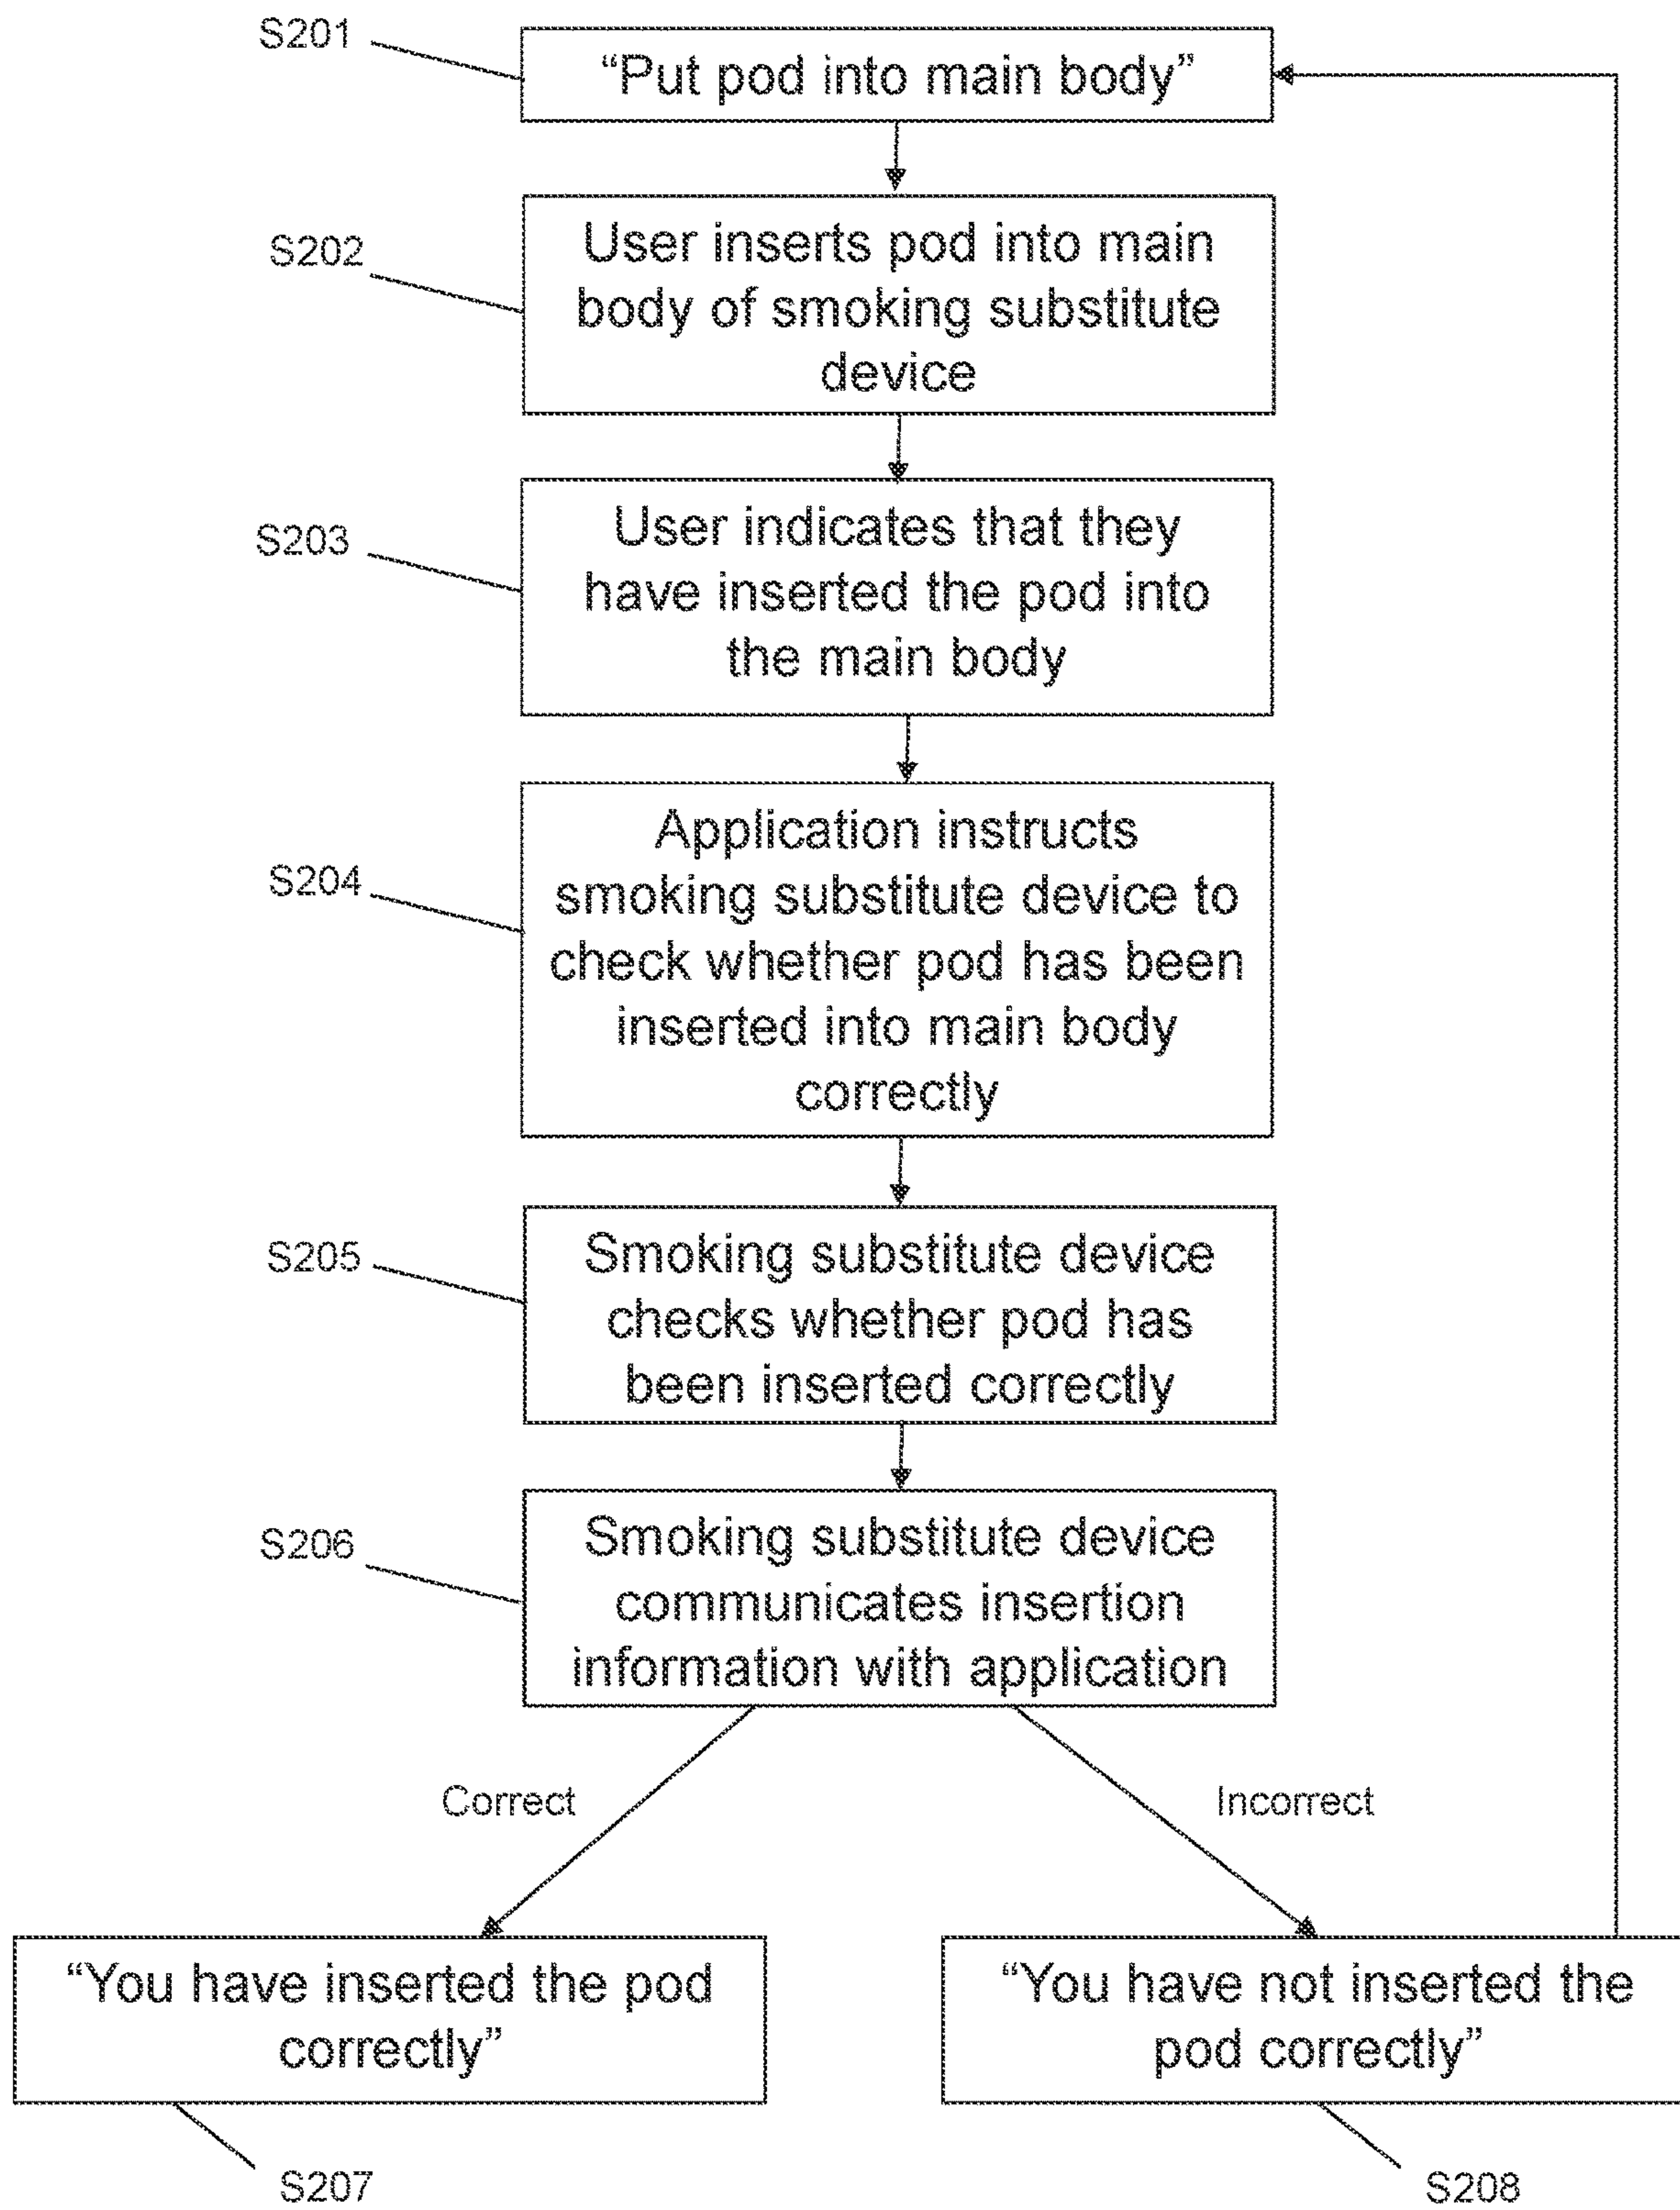 S201
“Put pod into main body”
S202
User inserts pod into main
body of smoking substitute
device
S203
User indicates that they
have inserted the pod into
the main body
S204
Application instructs
smoking substitute device to
check whether pod has been
inserted into main body
correctly
S205
Smoking substitute device
checks whether pod has
been inserted correctly
S206
Smoking substitute device
communicates insertion
information with application
Correct
Incorrect
“You have inserted the pod
correctly”
“You have not inserted the
pod correctly”
S207
S208